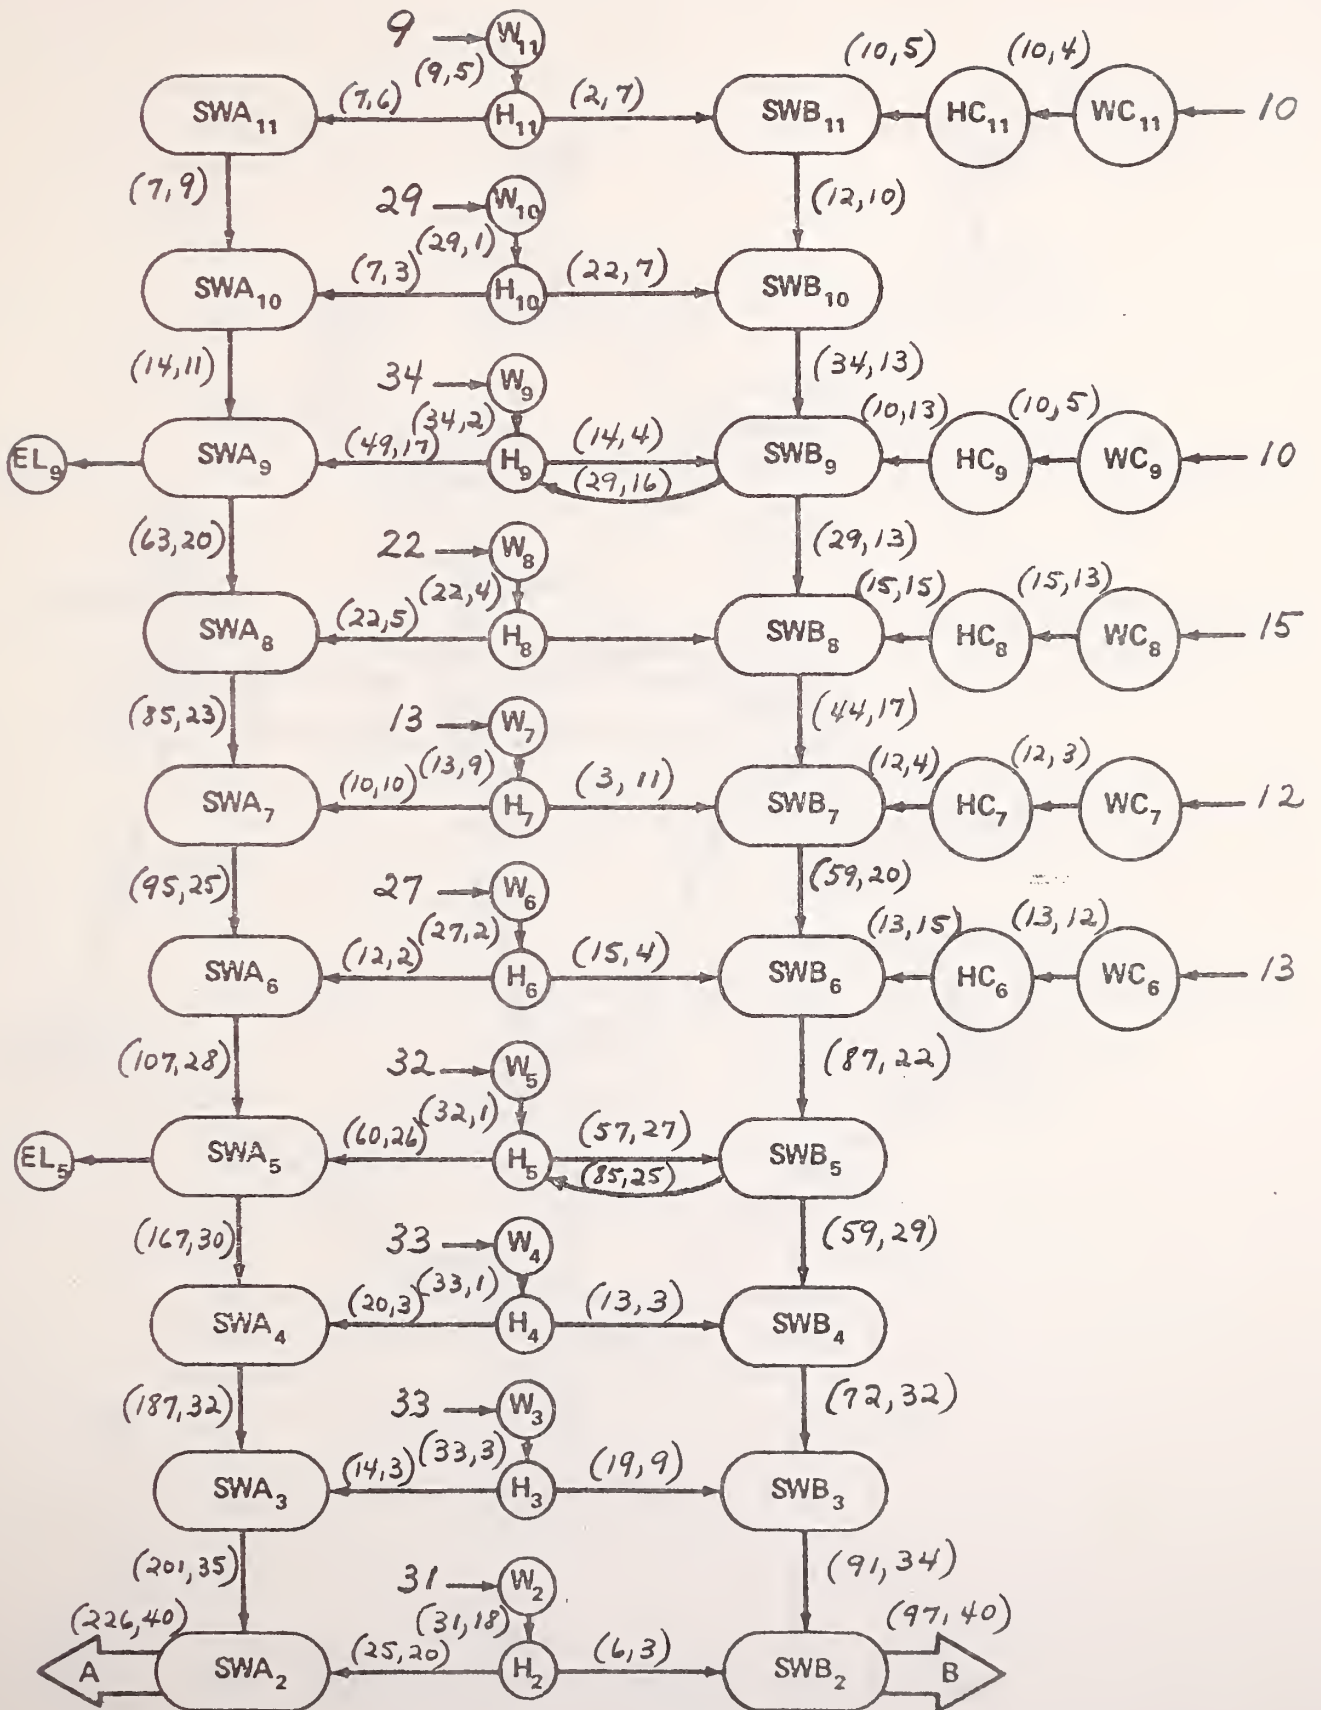 9 W11
(9,5) (10,5) (10,4)
SWA11 (7,6) H11 (2,7) SWB11 HC11 WC11 10
(7,9) 29 W10 (12,10)
(29,1)
SWA10 (7,3) H10 (22,7) SWB10
(14,11) 34 W9 (34,13)
(34,2) (10,13) (10,5)
EL9 SWA9 (49,17) H9 (14,4) SWB9 HC9 WC9 10
(29,16)
(63,20) 22 W8 (29,13)
(22,4) (15,15) (15,13)
SWA8 (22,5) H8 SWB8 HC8 WC8 15
(85,23) 13 W7 (44,17)
(13,9) (12,4) (12,3)
SWA7 (10,10) H7 (3,11) SWB7 HC7 WC7 12
(95,25) 27 W6 (59,20)
(27,2) (13,15) (13,12)
SWA6 (12,2) H6 (15,4) SWB6 HC6 WC6 13
(107,28) 32 W5 (87,22)
(32,1)
EL5 SWA5 (60,26) H5 (57,27) SWB5
(85,25)
(167,30) 33 W4 (59,29)
(33,1)
SWA4 (20,3) H4 (13,3) SWB4
(187,32) 33 W3 (72,32)
(33,3)
SWA3 (14,3) H3 (19,9) SWB3
(201,35) 31 W2 (91,34)
(226,40) (31,18) (97,40)
A SWA2 (25,20) H2 (6,3) SWB2 B